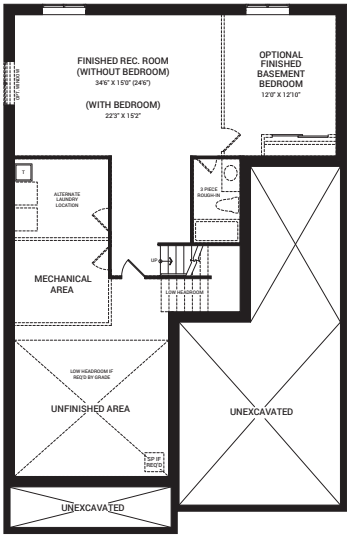 FINISHED REC. ROOM
(WITHOUT BEDROOM)
34'6" X 15'0" (24'6")
(WITH BEDROOM)
22'3" X 15'2"
OPTIONAL
FINISHED
BASEMENT
BEDROOM
12'0" X 12'10"
OPT. WINDOW
T
ALTERNATE
LAUNDRY
LOCATION
3 PIECE
ROUGH-IN
UP
LOW HEADROOM
MECHANICAL
AREA
LOW HEADROOM IF
REQ'D BY GRADE
UNFINISHED AREA
UNEXCAVATED
SP IF
REQ'D
UNEXCAVATED